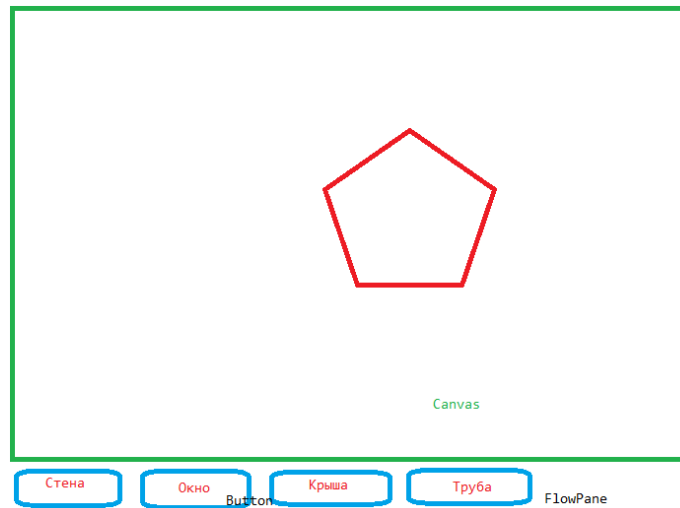 Canvas
Стена
Окно
Button
Крыша
Труба
FlowPane